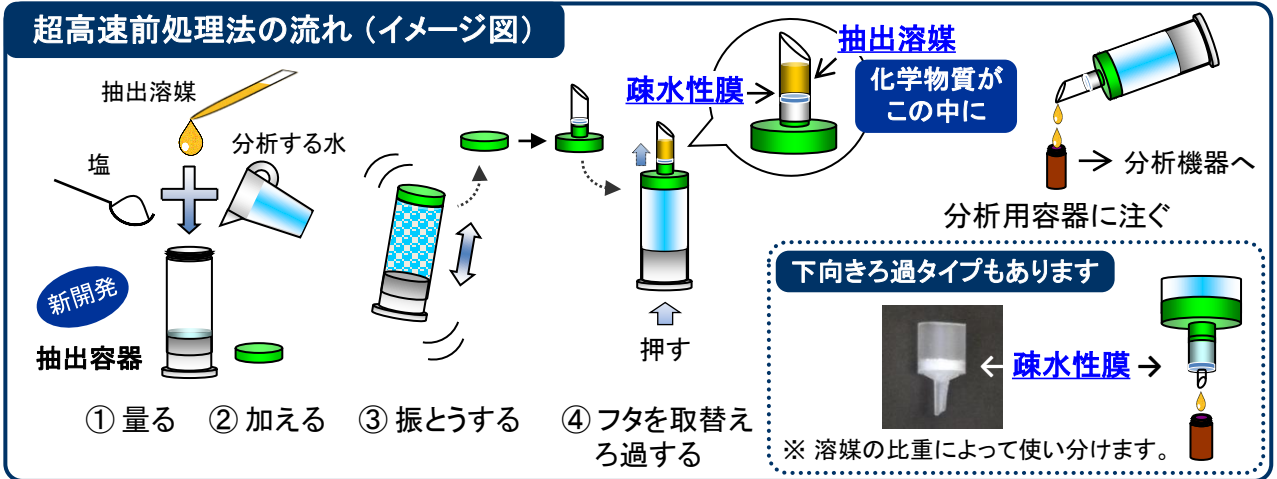 超高速前処理法の流れ（イメージ図）
抽出溶媒
塩
分析する水
新開発
抽出容器
① 量る
② 加える
③ 振とうする
押す
④ フタを取替え
ろ過する
疎水性膜→
抽出溶媒
化学物質が
この中に
→ 分析機器へ
分析用容器に注ぐ
下向きろ過タイプもあります
← 疎水性膜 →
※ 溶媒の比重によって使い分けます。